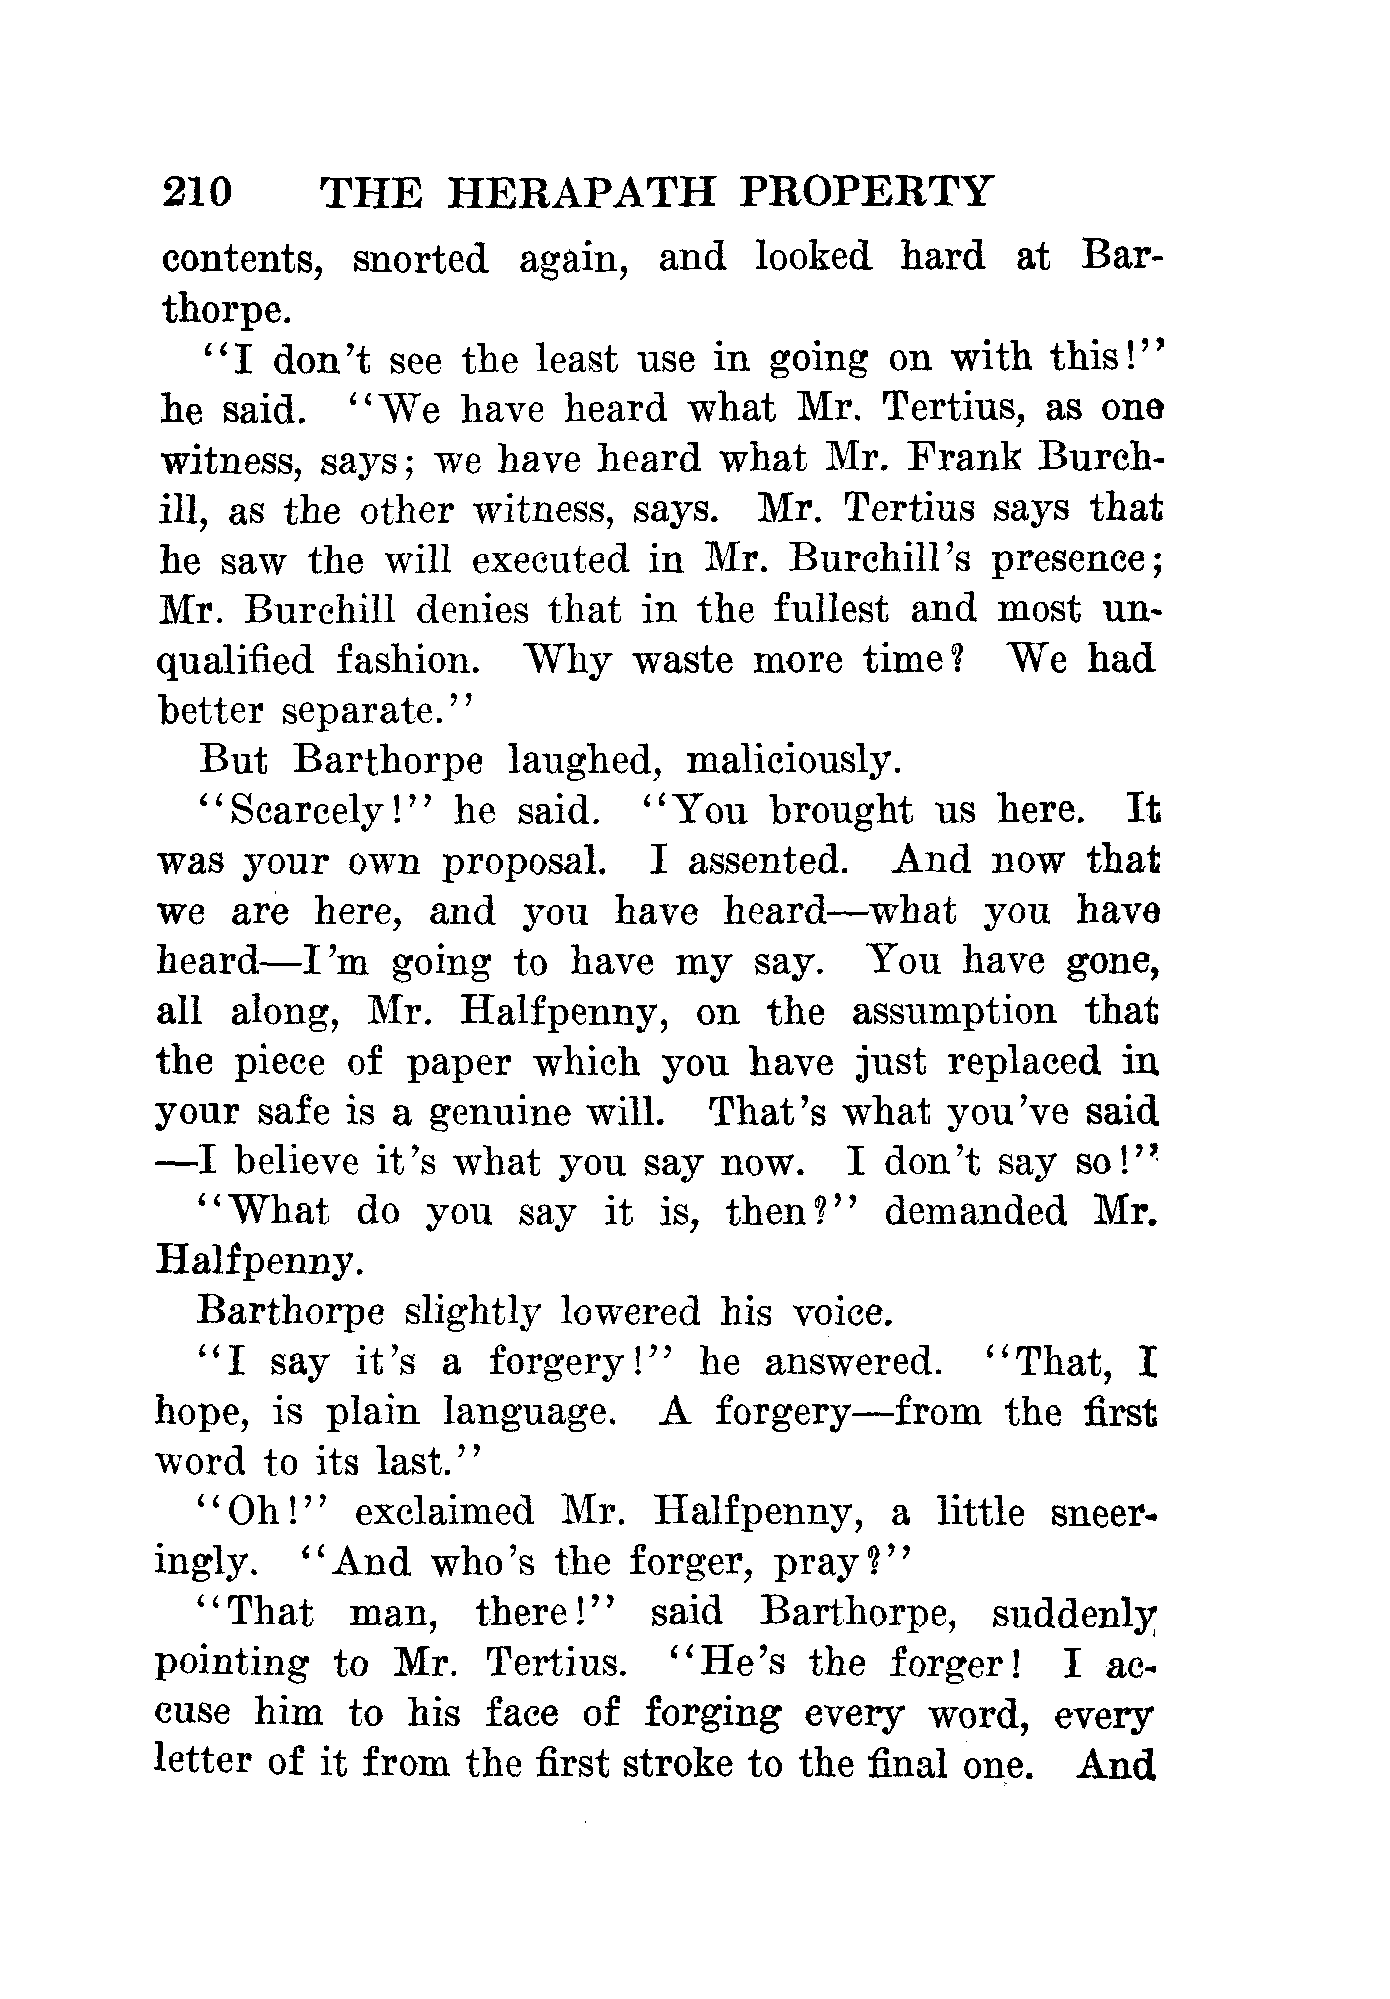 210 THE HERAPATH PROPERTY
contents, snorted again, and looked hard at Bar-
thorpe.
"I don't see the least use in going on with this!"
he said. "We have heard what Mr. Tertius, as one
witness, says; we have heard what Mr. Frank Burch-
ill, as the other witness, says. Mr. Tertius says that
he saw the will executed in Mr. Burchill's presence;
Mr. Burchill denies that in the fullest and most un-
qualified fashion. Why waste more time? We had
better separate."
But Barthorpe laughed, maliciously.
"Scarcely!" he said. "You brought us here. It
was your own proposal. I assented. And now that
we are here, and you have heard—what you have
heard—I'm going to have my say. You have gone,
all along, Mr. Halfpenny, on the assumption that
the piece of paper which you have just replaced in
your safe is a genuine will. That's what you've said
—I believe it's what you say now. I don't say so!"
"What do you say it is, then?" demanded Mr.
Halfpenny.
Barthorpe slightly lowered his voice.
"I say it's a forgery!" he answered. "That, I
hope, is plain language. A forgery—from the first
word to its last."
"Oh!" exclaimed Mr. Halfpenny, a little sneer-
ingly. "And who's the forger, pray?"
"That man, there!" said Barthorpe, suddenly
pointing to Mr. Tertius. "He's the forger! I ac-
cuse him to his face of forging every word, every
letter of it from the first stroke to the final one. And